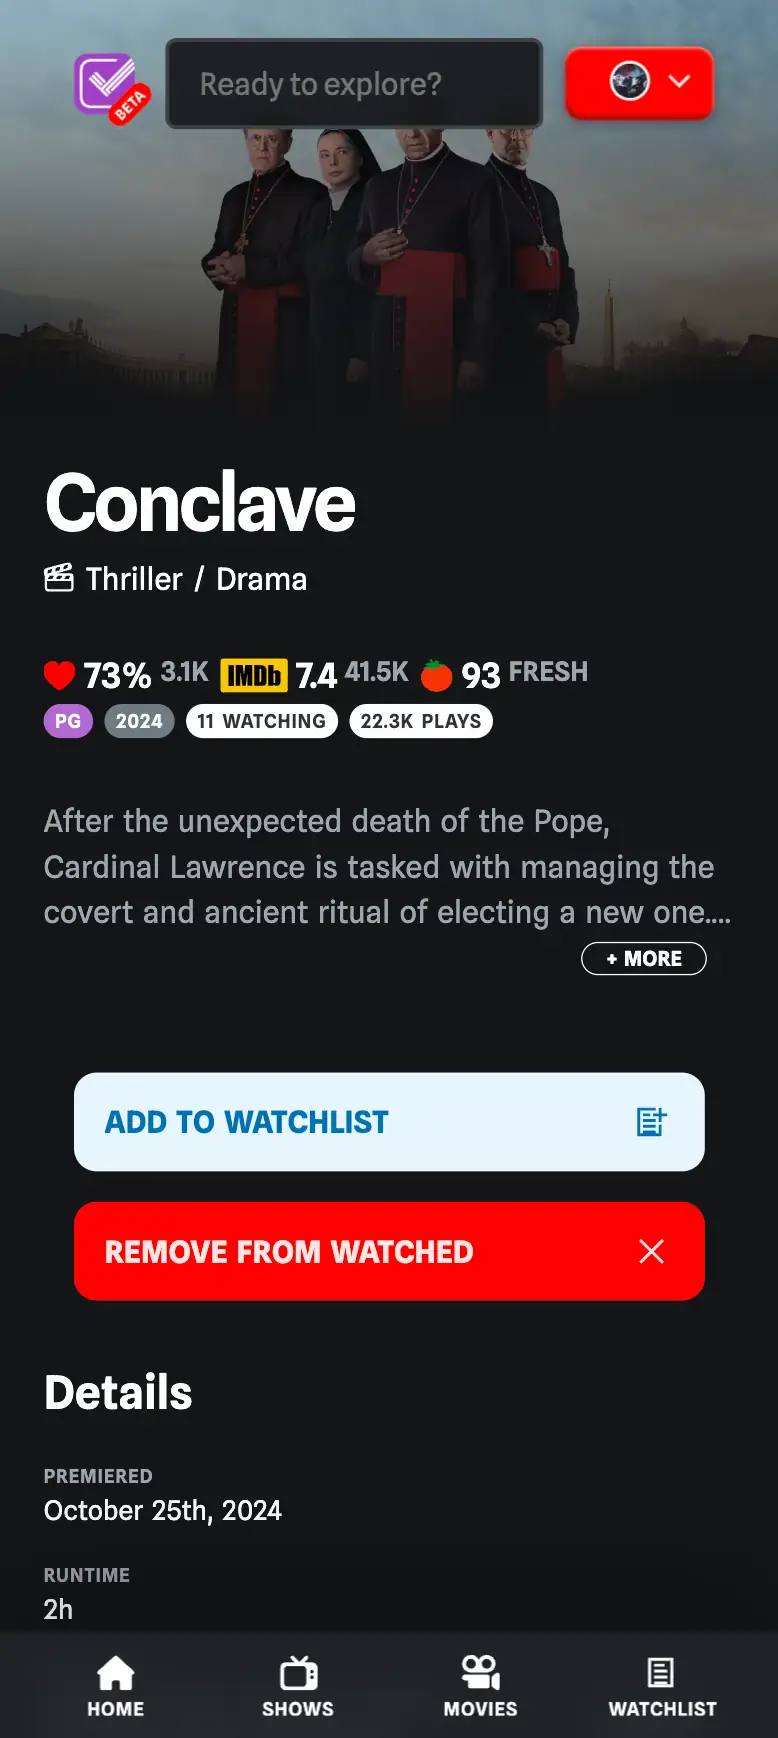 BETA
Ready to explore?
Conclave
Thriller / Drama
73% 3.1K IMDb 7.4 41.5K 93 FRESH
PG 2024 11 WATCHING 22.3K PLAYS
After the unexpected death of the Pope,
Cardinal Lawrence is tasked with managing the
covert and ancient ritual of electing a new one....
+ MORE
ADD TO WATCHLIST
REMOVE FROM WATCHED
Details
PREMIERED
October 25th, 2024
RUNTIME
2h
HOME SHOWS MOVIES WATCHLIST